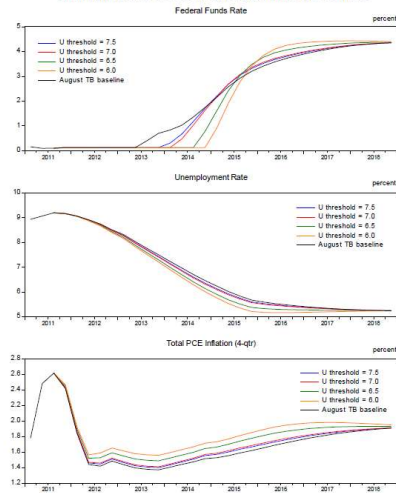 Federal Funds Rate
percent
5
4
3
2
1
0
U threshold = 7.5
U threshold = 7.0
U threshold = 6.5
U threshold = 6.0
August TB baseline
2011 2012 2013 2014 2015 2016 2017 2018
Unemployment Rate
percent
10
9
8
7
6
5
U threshold = 7.5
U threshold = 7.0
U threshold = 6.5
U threshold = 6.0
August TB baseline
2011 2012 2013 2014 2015 2016 2017 2018
Total PCE Inflation (4-qtr)
percent
2.8
2.6
2.4
2.2
2.0
1.8
1.6
1.4
1.2
U threshold = 7.5
U threshold = 7.0
U threshold = 6.5
U threshold = 6.0
August TB baseline
2011 2012 2013 2014 2015 2016 2017 2018